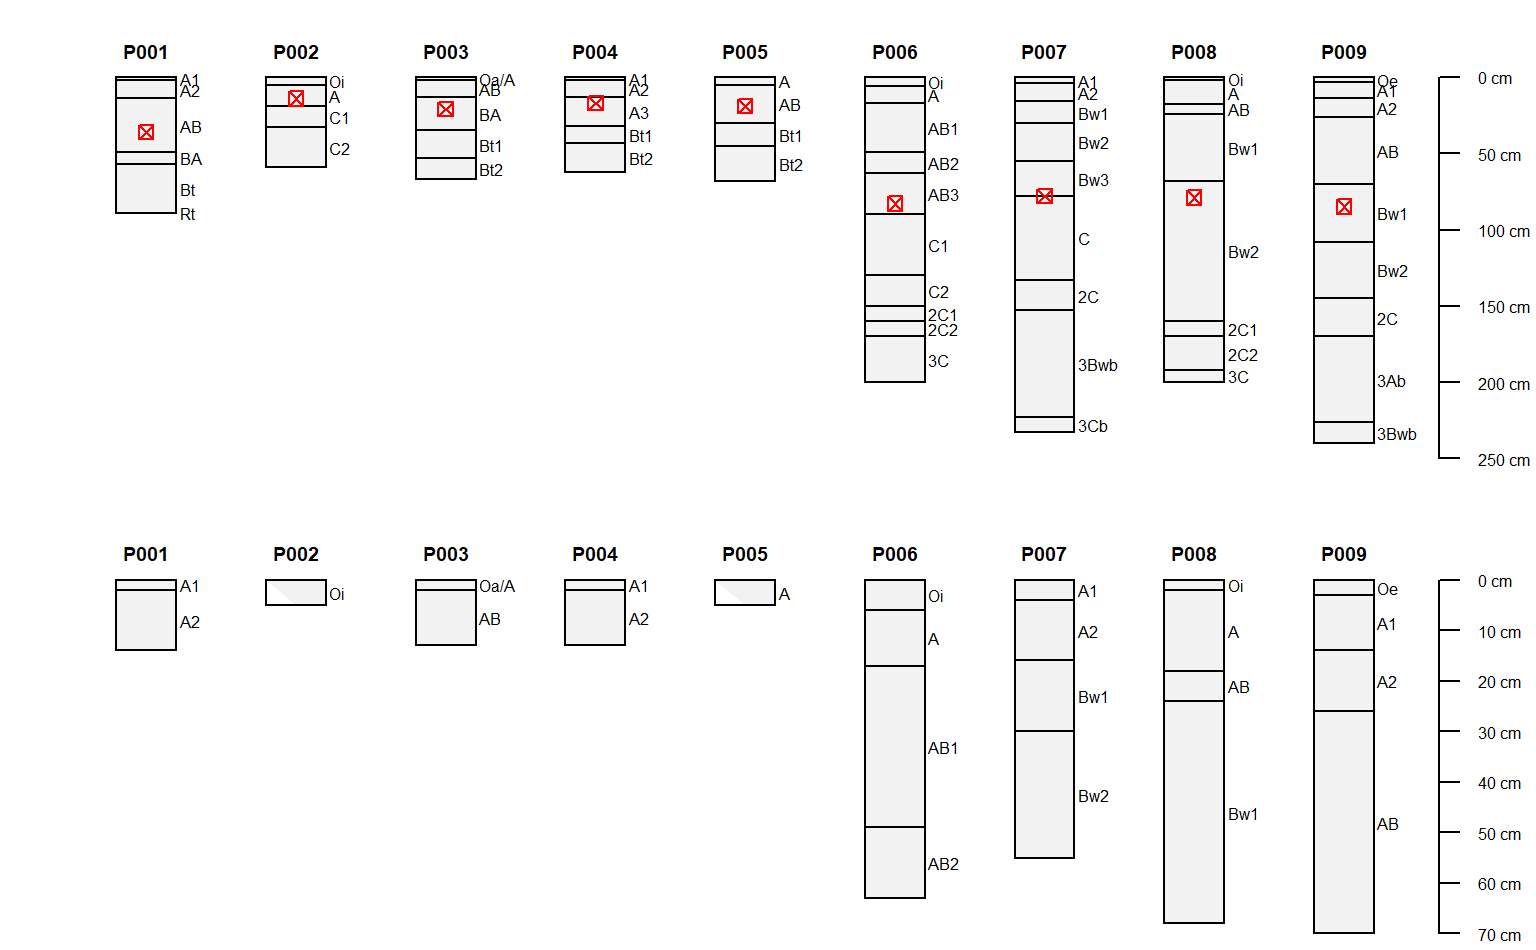 P001 P002 P003 P004 P005 P006 P007 P008 P009
A1
A2
AB
BA
Bt
Rt
Oi
A
C1
C2
Oa/A
AB
BA
Bt1
Bt2
A1
A2
A3
Bt1
Bt2
A
AB
Bt1
Bt2
Oi
A
AB1
AB2
AB3
C1
C2
2C1
2C2
3C
A1
A2
Bw1
Bw2
Bw3
C
2C
3Bwb
3Cb
Oi
A
AB
Bw1
Bw2
2C1
2C2
3C
Oe
A1
A2
AB
Bw1
Bw2
2C
3Ab
3Bwb
0 cm
50 cm
100 cm
150 cm
200 cm
250 cm
P001 P002 P003 P004 P005 P006 P007 P008 P009
A1
A2
Oi
Oa/A
AB
A1
A2
A
Oi
A
AB1
AB2
A1
A2
Bw1
Bw2
Oi
A
AB
Bw1
Oe
A1
A2
AB
0 cm
10 cm
20 cm
30 cm
40 cm
50 cm
60 cm
70 cm